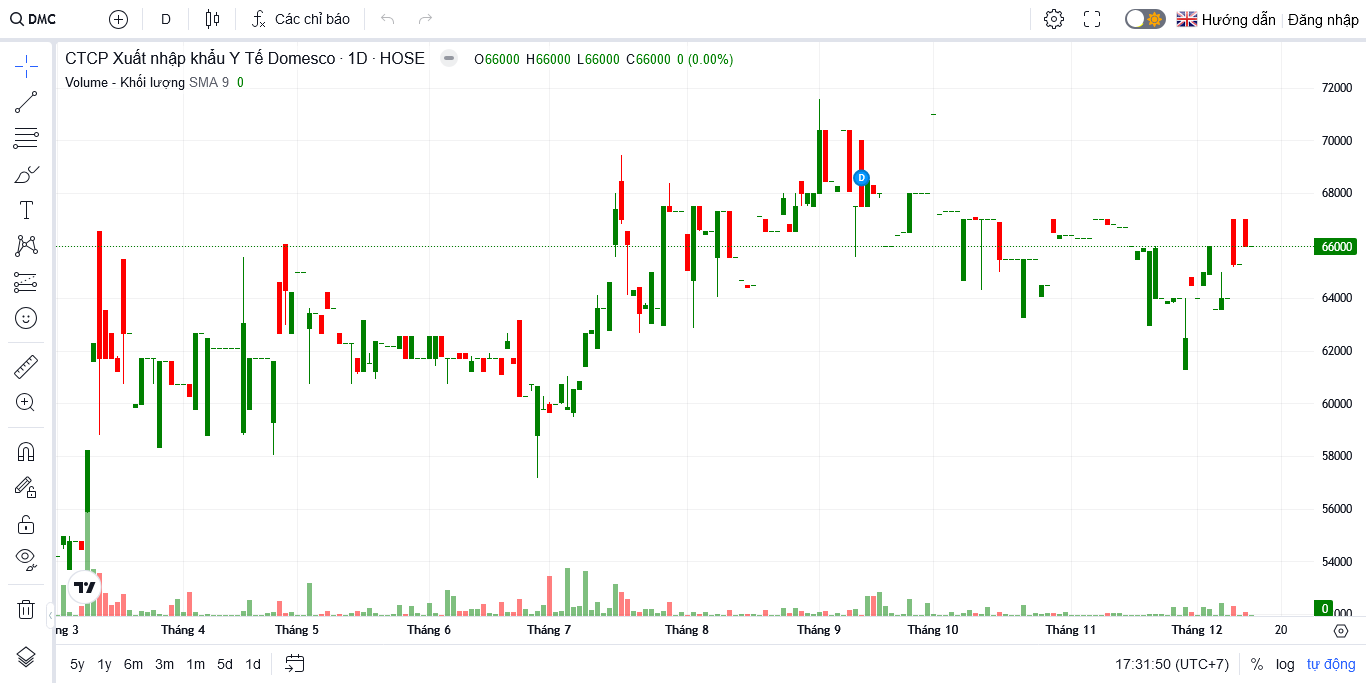 DMC D Các chỉ báo Hướng dẫn Đăng nhập
CTCP Xuất nhập khẩu Y Tế Domesco · 1D · HOSE O66000 H66000 L66000 C66000 0 (0.00%)
Volume - Khối lượng SMA 9 0
72000
70000
D
68000
66000
64000
62000
60000
58000
56000
54000
0
000
ng 3 Tháng 4 Tháng 5 Tháng 6 Tháng 7 Tháng 8 Tháng 9 Tháng 10 Tháng 11 Tháng 12 20
5y 1y 6m 3m 1m 5d 1d 17:31:50 (UTC+7) % log tự động